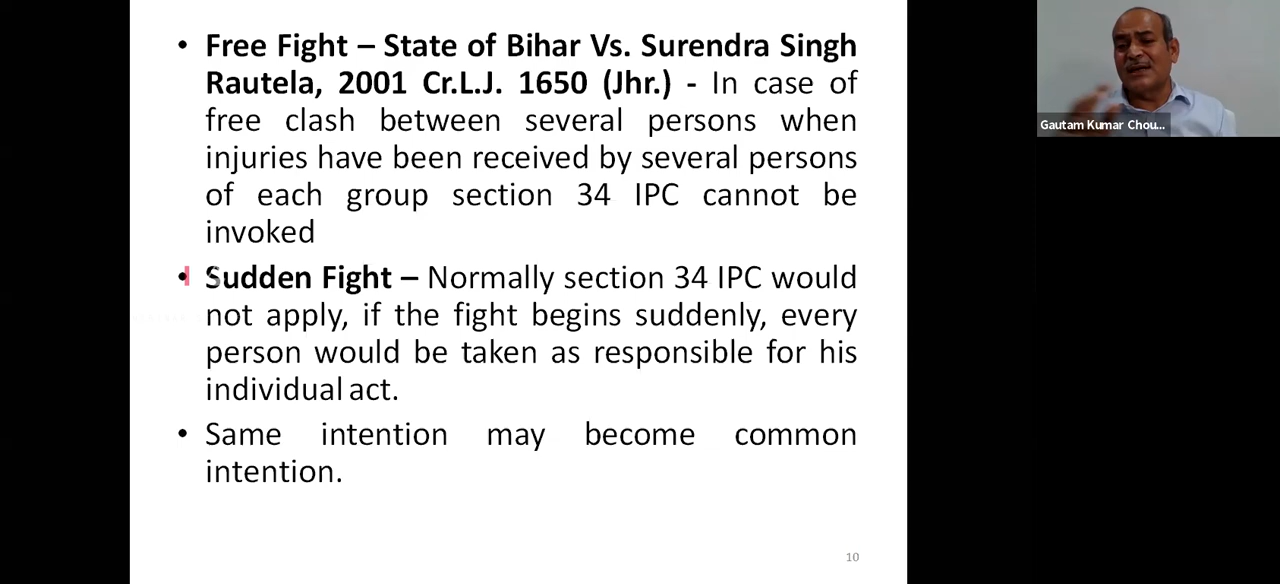 • Free Fight – State of Bihar Vs. Surendra Singh
Rautela, 2001 Cr.L.J. 1650 (Jhr.) - In case of
free clash between several persons when
injuries have been received by several persons
of each group section 34 IPC cannot be
invoked
• Sudden Fight – Normally section 34 IPC would
not apply, if the fight begins suddenly, every
person would be taken as responsible for his
individual act.
• Same intention may become common
intention.
10
Gautam Kumar Chou...